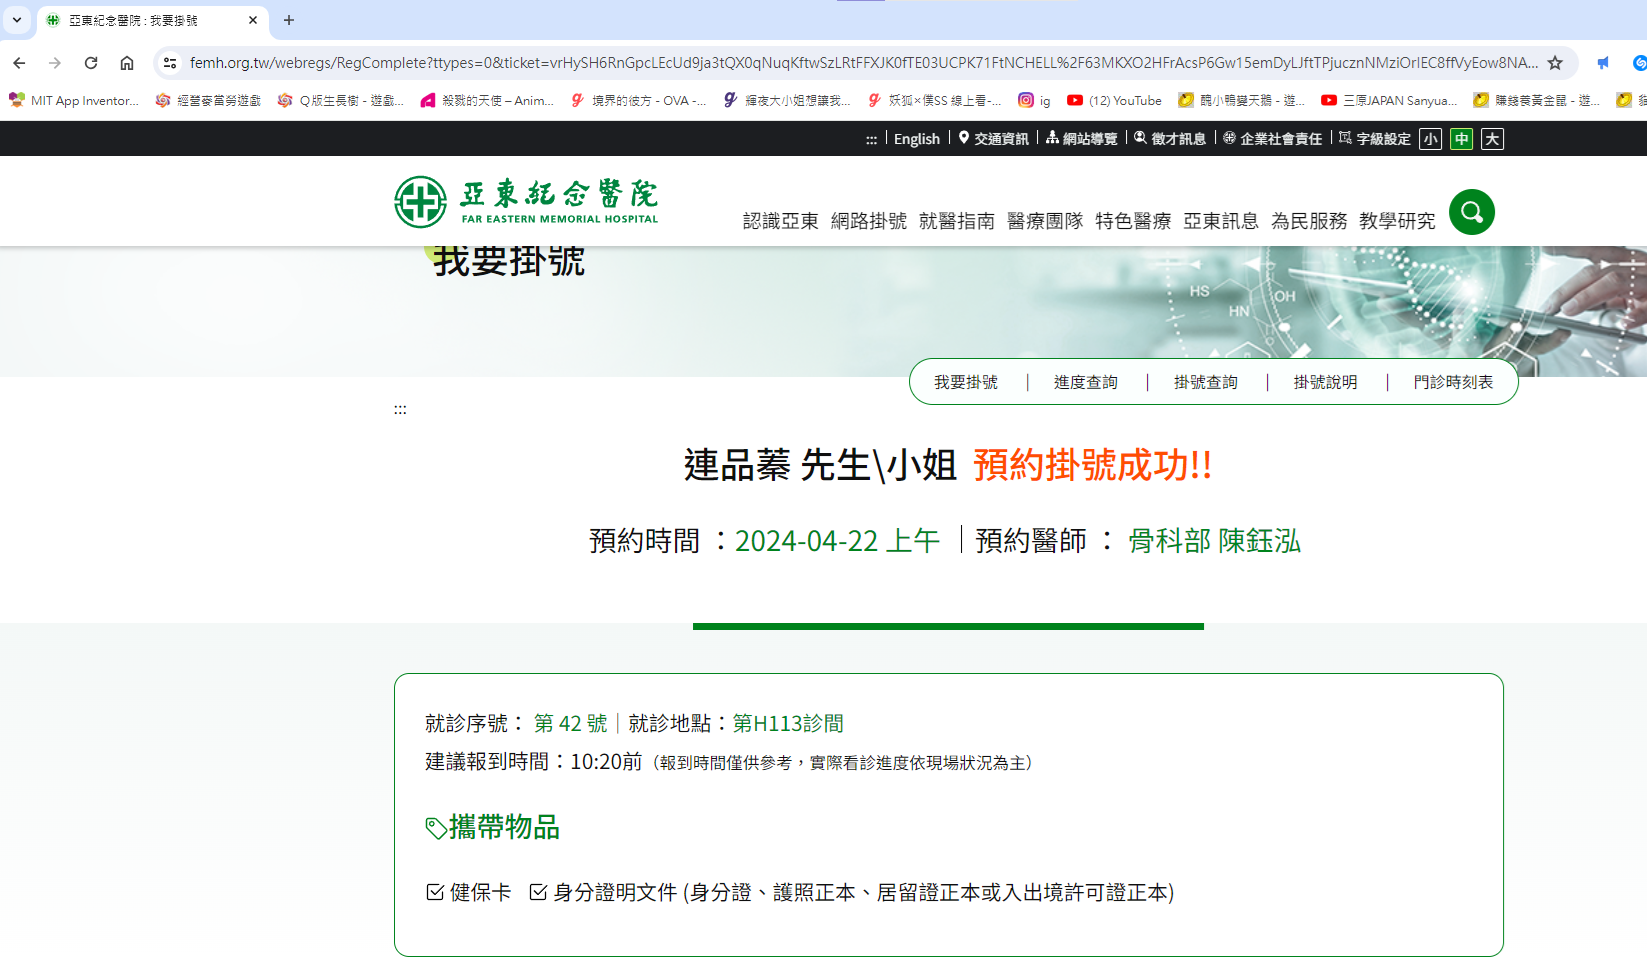 亞東紀念醫院 : 我要掛號
femh.org.tw/webregs/RegComplete?ttypes=0&ticket=vrHySH6RnGpcLEcUd9ja3tQX0qNuqKftwSzLRtFFXJK0fTE03UCPK71FtNCHELL%2F63MKXO2HFrAcsP6Gw15emDyLJftTPjucznNMziOrIEC8ffVyEow8NA...
MIT App Inventor... 經營麥當勞遊戲 Q版生長樹 - 遊戲... 殺戮的天使 – Anim... 境界的彼方 - OVA -... 輝夜大小姐想讓我... 妖狐×僕SS 線上看-... ig (12) YouTube 醜小鴨變天鵝 - 遊... 三原JAPAN Sanyua... 賺錢養黃金鼠 - 遊...
::: English 交通資訊 網站導覽 徵才訊息 企業社會責任 字級設定 小 中 大
亞東紀念醫院
FAR EASTERN MEMORIAL HOSPITAL
認識亞東 網路掛號 就醫指南 醫療團隊 特色醫療 亞東訊息 為民服務 教學研究
我要掛號
HS OH
HN
我要掛號 | 進度查詢 | 掛號查詢 | 掛號說明 | 門診時刻表
:::
連品蓁 先生\小姐 預約掛號成功!!
預約時間 ：2024-04-22 上午 | 預約醫師 ： 骨科部 陳鈺泓
就診序號： 第 42 號 | 就診地點：第H113診間
建議報到時間：10:20前（報到時間僅供參考，實際看診進度依現場狀況為主）
攜帶物品
健保卡 身分證明文件 (身分證、護照正本、居留證正本或入出境許可證正本)